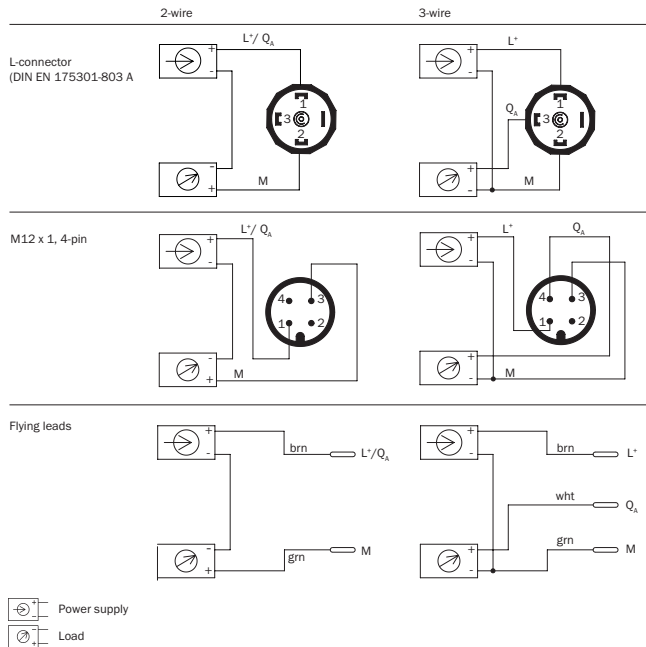 2-wire 3-wire
L-connector
(DIN EN 175301-803 A
+ L⁺/ Q_A
-
1
3
2
-
+ M
+ L⁺
-
Q_A
1
3
2
+
- M
M12 x 1, 4-pin
+ L⁺/ Q_A
-
4 3
1 2
-
+ M
+ L⁺ Q_A
-
4 3
1 2
+
- M
Flying leads
+ brn L⁺/Q_A
-
-
+ grn M
+ brn L⁺
-
wht Q_A
+ grn M
-
+
- Power supply
-
+ Load